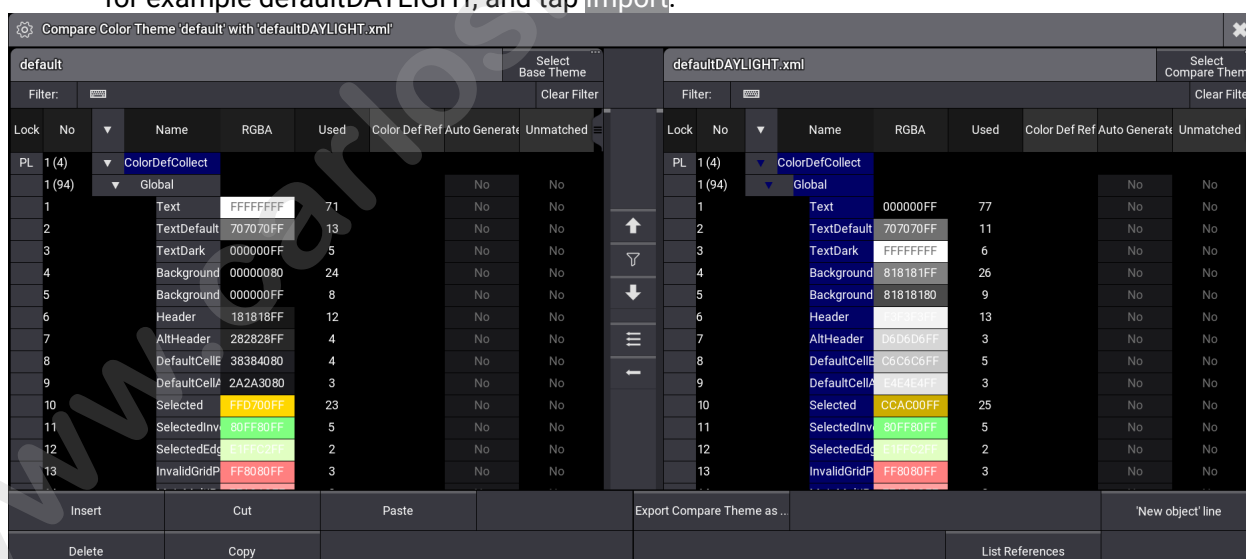 for example defaultDAYLIGHT, and tap Import.
Compare Color Theme 'default' with 'defaultDAYLIGHT.xml'
default Select Base Theme defaultDAYLIGHT.xml Select Compare Them
Filter: Clear Filter Filter: Clear Filte
Lock No Name RGBA Used Color Def Ref Auto Generate Unmatched Lock No Name RGBA Used Color Def Ref Auto Generate Unmatched
PL 1 (4) ColorDefCollect PL 1 (4) ColorDefCollect
1 (94) Global No No 1 (94) Global No No
1 Text FFFFFFFF 71 No No 1 Text 000000FF 77 No No
2 TextDefault 707070FF 13 No No 2 TextDefault 707070FF 11 No No
3 TextDark 000000FF 5 No No 3 TextDark FFFFFFFF 6 No No
4 Background 00000080 24 No No 4 Background 818181FF 26 No No
5 Background 000000FF 8 No No 5 Background 81818180 9 No No
6 Header 181818FF 12 No No 6 Header 13 No No
7 AltHeader 282828FF 4 No No 7 AltHeader D6D6D6FF 3 No No
8 DefaultCellE 38384080 4 No No 8 DefaultCellE C6C6C6FF 5 No No
9 DefaultCellA 2A2A3080 3 No No 9 DefaultCellA E4E4E4FF 3 No No
10 Selected FFD700FF 23 No No 10 Selected CCAC00FF 25 No No
11 SelectedInv 80FF80FF 5 No No 11 SelectedInv 80FF80FF 5 No No
12 SelectedEdg 2 No No 12 SelectedEdg 2 No No
13 InvalidGridP FF8080FF 3 No No 13 InvalidGridP FF8080FF 3 No No
Insert Cut Paste Export Compare Theme as ... 'New object' line
Delete Copy List References
www.carlos